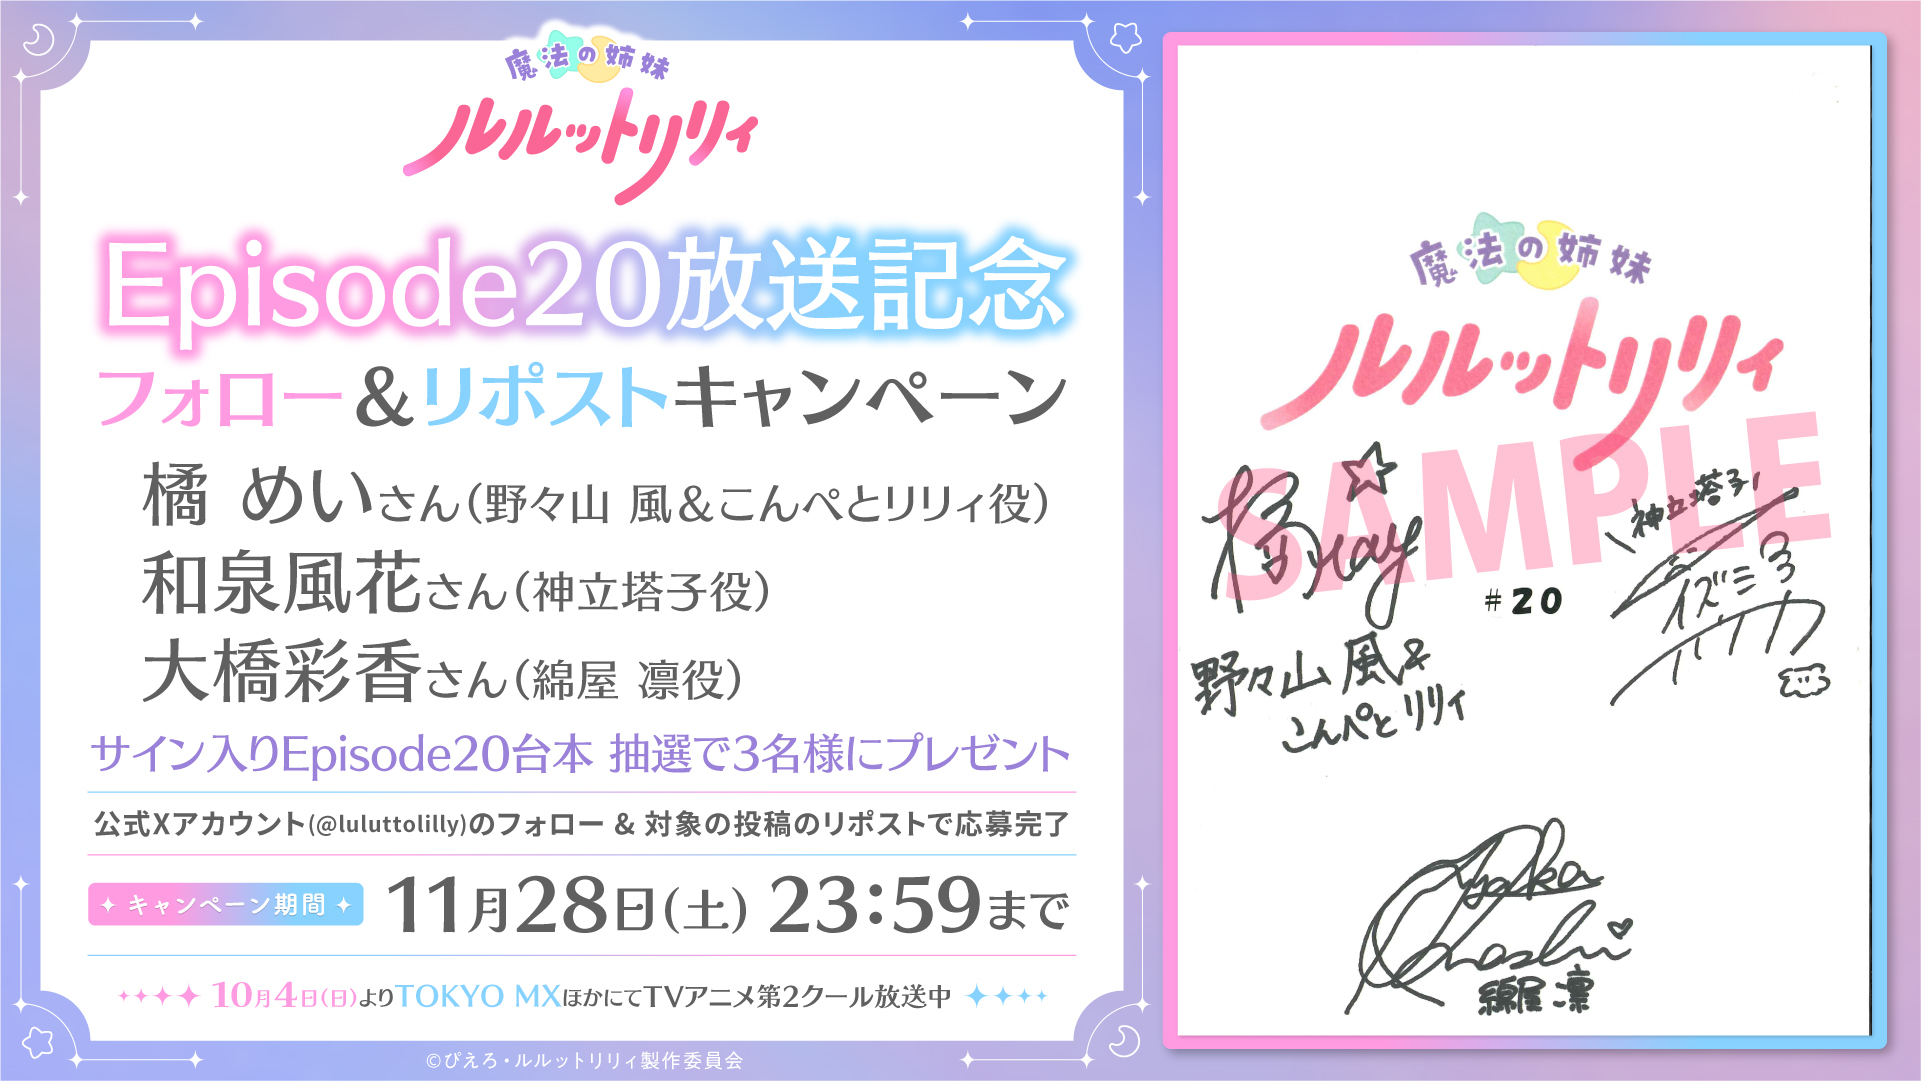 魔法の姉妹
ルルットリリィ
Episode20放送記念
フォロー&リポストキャンペーン
橘 めいさん(野々山 風&こんぺとリリィ役)
和泉風花さん(神立塔子役)
大橋彩香さん(綿屋 凛役)
サイン入りEpisode20台本 抽選で3名様にプレゼント
公式Xアカウント(@luluttolilly)のフォロー & 対象の投稿のリポストで応募完了
キャンペーン期間 11月28日(土) 23:59まで
10月4日(日)よりTOKYO MXほかにてTVアニメ第2クール放送中
©ぴえろ・ルルットリリィ製作委員会
魔法の姉妹
ルルットリリィ
SAMPLE
#20
橘May
野々山 風&
こんぺとリリィ
神立塔子
イズミ
フウカ
Ayaka
Ohashi
綿屋 凛